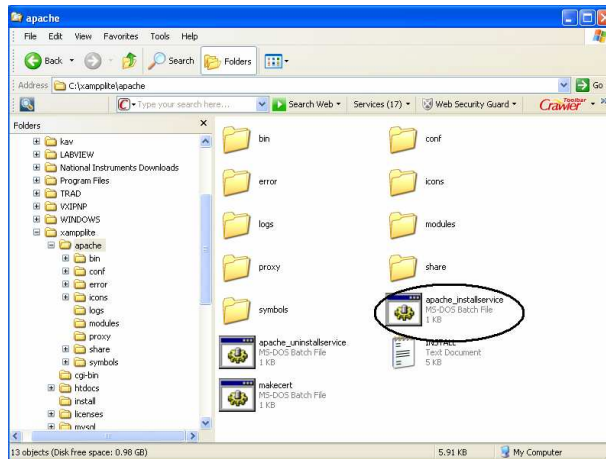 apache
File Edit View Favorites Tools Help
Back Search Folders
Address C:\xampplite\apache Go
Type your search here... Search Web Services (17) Web Security Guard Crawler Toolbar
Folders x
kav
LABVIEW
National Instruments Downloads
Program Files
TRAD
VXIPNP
WINDOWS
xampplite
apache
bin
conf
error
icons
logs
modules
proxy
share
symbols
cgi-bin
htdocs
install
licenses
mysql
bin conf
error icons
logs modules
proxy share
symbols apache_installservice
MS-DOS Batch File
1 KB
apache_uninstallservice INSTALL
MS-DOS Batch File Text Document
1 KB 5 KB
makecert
MS-DOS Batch File
1 KB
13 objects (Disk free space: 0.98 GB) 5.91 KB My Computer